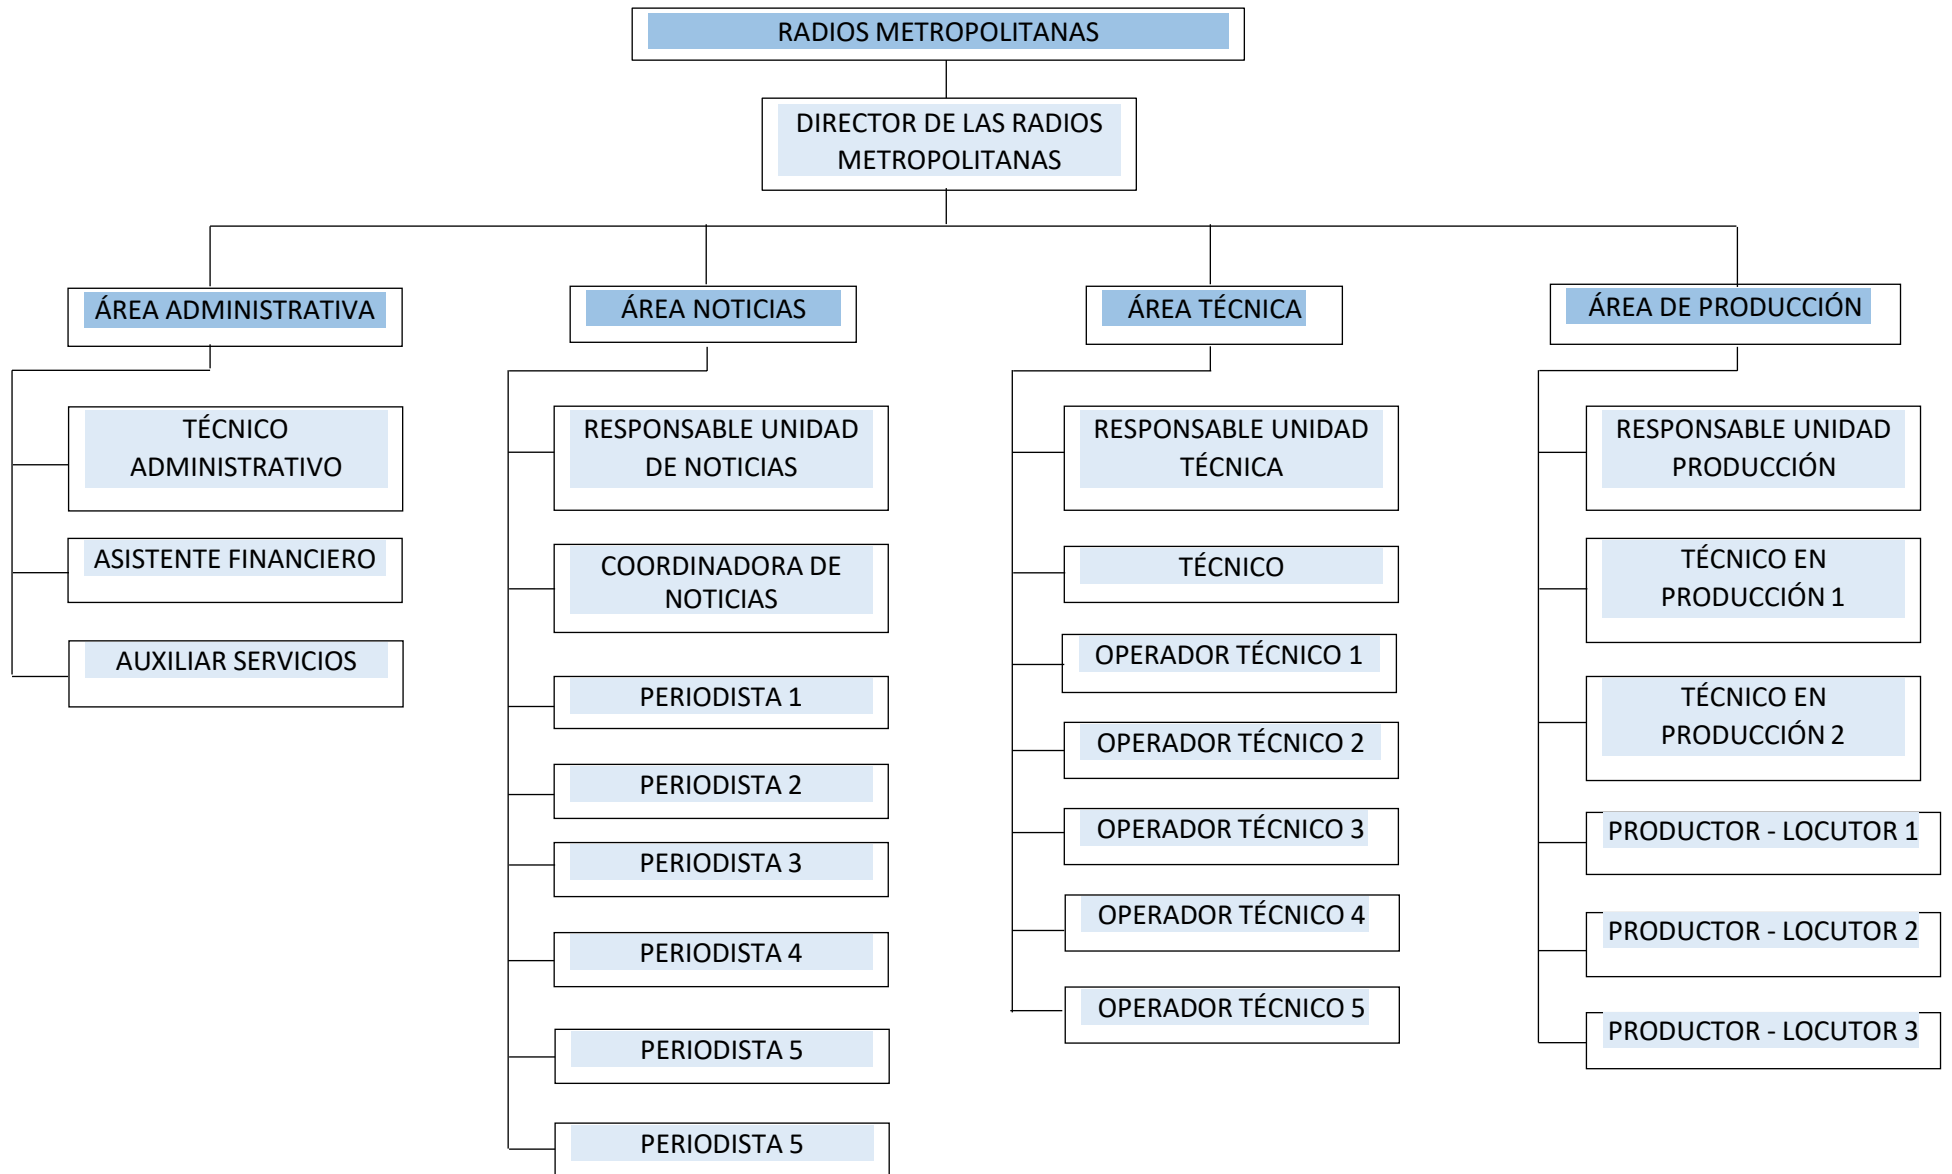 RADIOS METROPOLITANAS
DIRECTOR DE LAS RADIOS
METROPOLITANAS
ÁREA ADMINISTRATIVA
TÉCNICO
ADMINISTRATIVO
ASISTENTE FINANCIERO
AUXILIAR SERVICIOS
ÁREA NOTICIAS
RESPONSABLE UNIDAD
DE NOTICIAS
COORDINADORA DE
NOTICIAS
PERIODISTA 1
PERIODISTA 2
PERIODISTA 3
PERIODISTA 4
PERIODISTA 5
PERIODISTA 5
ÁREA TÉCNICA
RESPONSABLE UNIDAD
TÉCNICA
TÉCNICO
OPERADOR TÉCNICO 1
OPERADOR TÉCNICO 2
OPERADOR TÉCNICO 3
OPERADOR TÉCNICO 4
OPERADOR TÉCNICO 5
ÁREA DE PRODUCCIÓN
RESPONSABLE UNIDAD
PRODUCCIÓN
TÉCNICO EN
PRODUCCIÓN 1
TÉCNICO EN
PRODUCCIÓN 2
PRODUCTOR - LOCUTOR 1
PRODUCTOR - LOCUTOR 2
PRODUCTOR - LOCUTOR 3